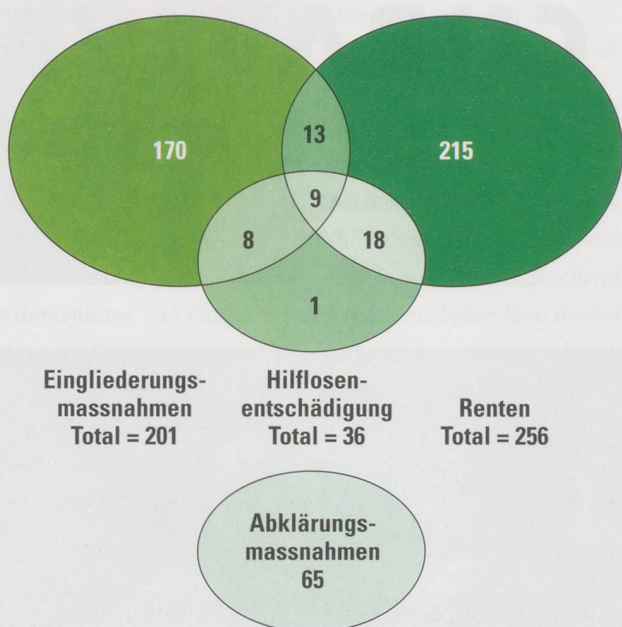 170
13
215
9
8
18
1
Eingliederungs-
massnahmen
Total = 201
Hilflosen-
entschädigung
Total = 36
Renten
Total = 256
Abklärungs-
massnahmen
65